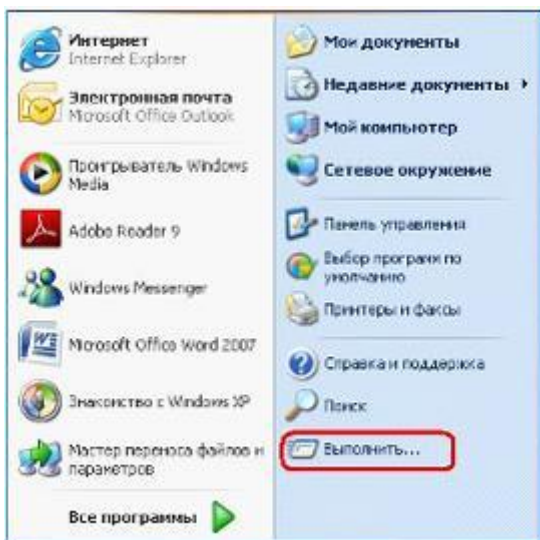 Интернет
Internet Explorer
Электронная почта
Microsoft Office Outlook
Проигрыватель Windows
Media
Adobe Reader 9
Windows Messenger
Microsoft Office Word 2007
Знакомство с Windows XP
Мастер переноса файлов и
параметров
Все программы
Мои документы
Недавние документы
Мой компьютер
Сетевое окружение
Панель управления
Выбор программ по
умолчанию
Принтеры и факсы
Справка и поддержка
Поиск
Выполнить...